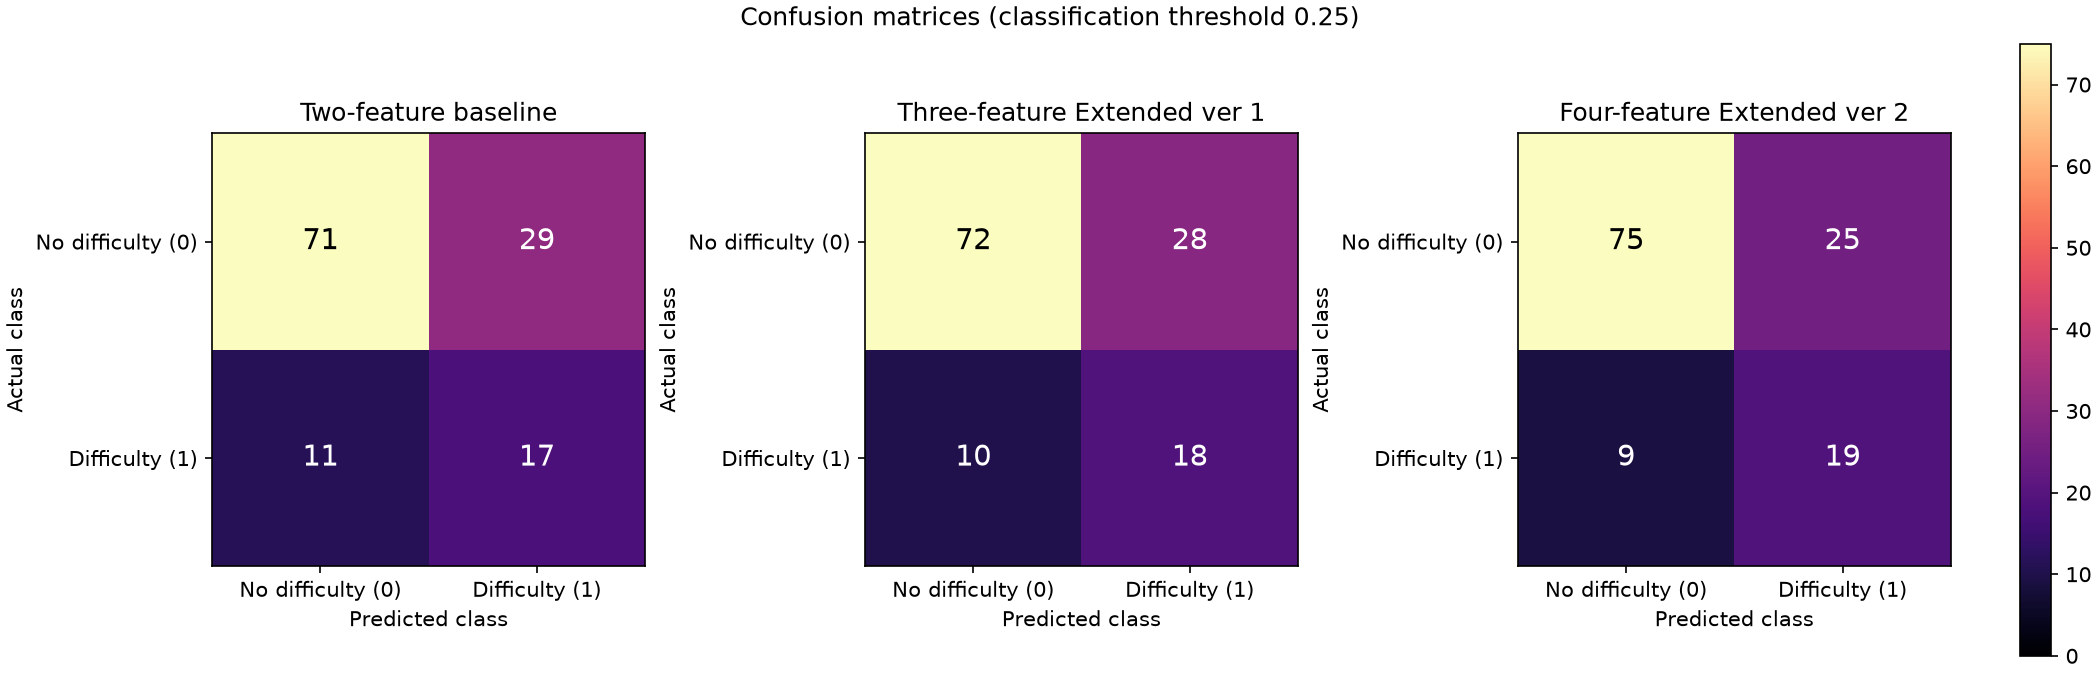 Confusion matrices (classification threshold 0.25)
Two-feature baseline
Actual class
No difficulty (0)
Difficulty (1)
71
29
11
17
No difficulty (0)
Difficulty (1)
Predicted class
Three-feature Extended ver 1
Actual class
No difficulty (0)
Difficulty (1)
72
28
10
18
No difficulty (0)
Difficulty (1)
Predicted class
Four-feature Extended ver 2
Actual class
No difficulty (0)
Difficulty (1)
75
25
9
19
No difficulty (0)
Difficulty (1)
Predicted class
70
60
50
40
30
20
10
0